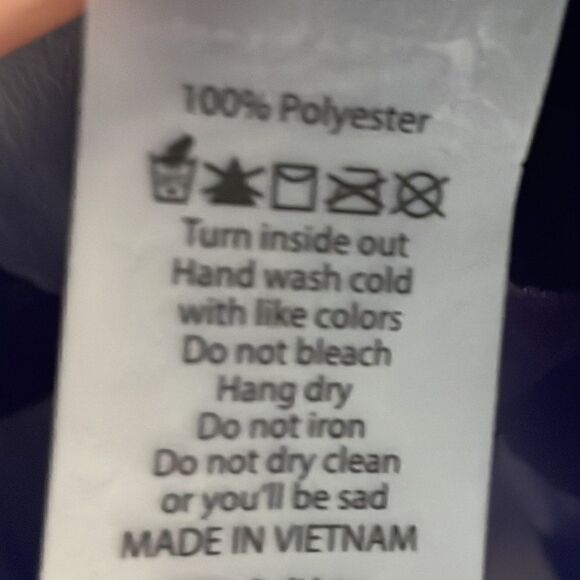 100% Polyester
Turn inside out
Hand wash cold
with like colors
Do not bleach
Hang dry
Do not iron
Do not dry clean
or you'll be sad
MADE IN VIETNAM